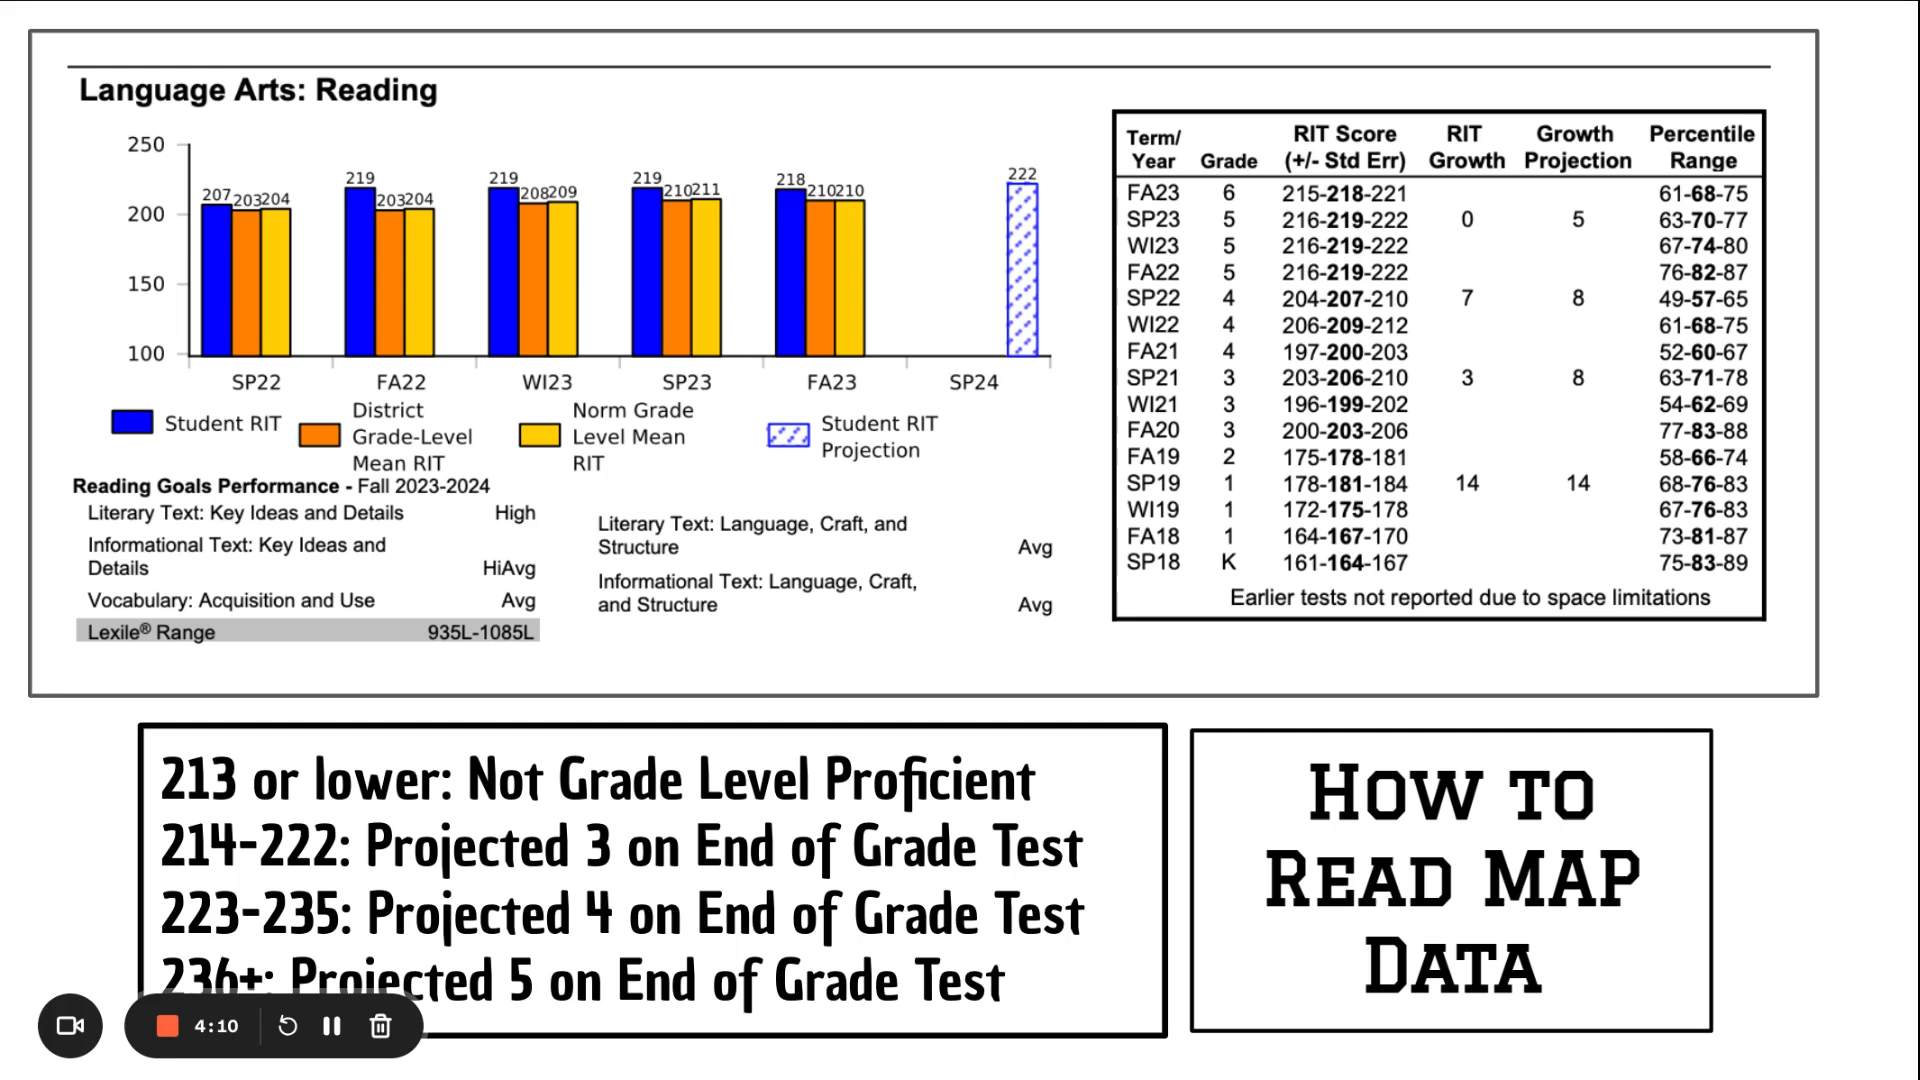 Language Arts: Reading
250
200
150
100
207 203 204
219 203 204
219 208 209
219 210 211
218 210 210
222
SP22 FA22 WI23 SP23 FA23 SP24
Student RIT
District
Grade-Level
Mean RIT
Norm Grade
Level Mean
RIT
Student RIT
Projection
Reading Goals Performance - Fall 2023-2024
Literary Text: Key Ideas and Details High
Informational Text: Key Ideas and
Details HiAvg
Vocabulary: Acquisition and Use Avg
Lexile® Range 935L-1085L
Literary Text: Language, Craft, and
Structure Avg
Informational Text: Language, Craft,
and Structure Avg
Term/ RIT Score RIT Growth Percentile
Year Grade (+/- Std Err) Growth Projection Range
FA23 6 215-218-221 61-68-75
SP23 5 216-219-222 0 5 63-70-77
WI23 5 216-219-222 67-74-80
FA22 5 216-219-222 76-82-87
SP22 4 204-207-210 7 8 49-57-65
WI22 4 206-209-212 61-68-75
FA21 4 197-200-203 52-60-67
SP21 3 203-206-210 3 8 63-71-78
WI21 3 196-199-202 54-62-69
FA20 3 200-203-206 77-83-88
FA19 2 175-178-181 58-66-74
SP19 1 178-181-184 14 14 68-76-83
WI19 1 172-175-178 67-76-83
FA18 1 164-167-170 73-81-87
SP18 K 161-164-167 75-83-89
Earlier tests not reported due to space limitations
213 or lower: Not Grade Level Proficient
214-222: Projected 3 on End of Grade Test
223-235: Projected 4 on End of Grade Test
236+: Projected 5 on End of Grade Test
How to
Read MAP
Data
4:10